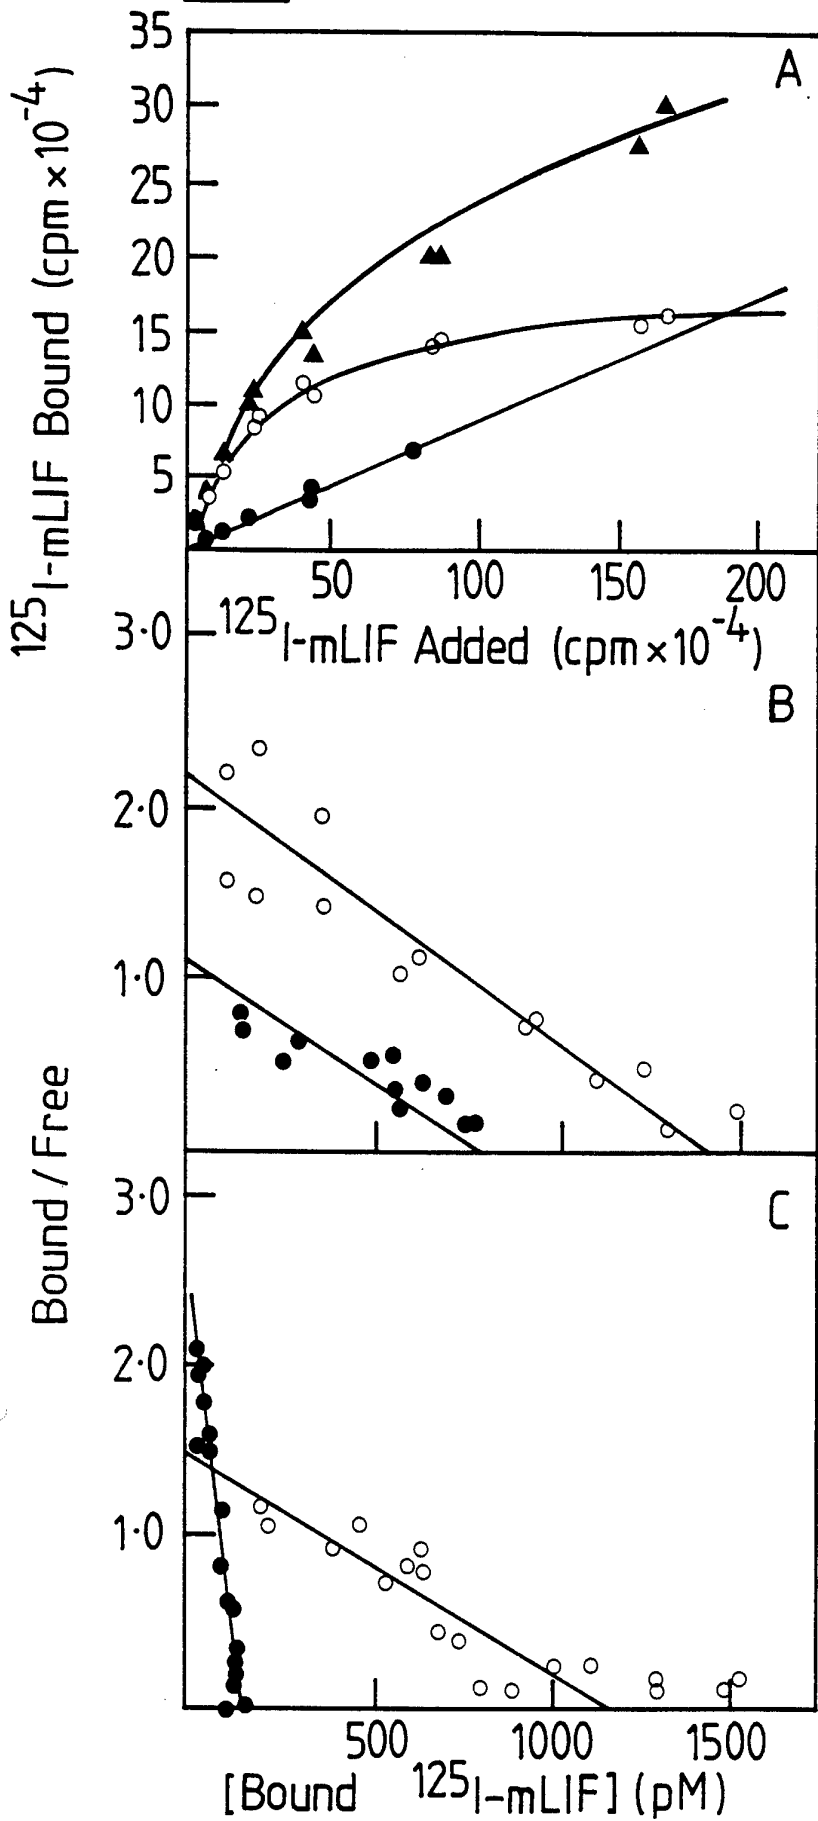 A
35
30
25
20
15
10
5
125I-mLIF Bound (cpm×10-4)
50 100 150 200
125I-mLIF Added (cpm×10-4)
B
3·0
2·0
1·0
Bound / Free
C
3·0
2·0
1·0
500 1000 1500
[Bound 125I-mLIF] (pM)